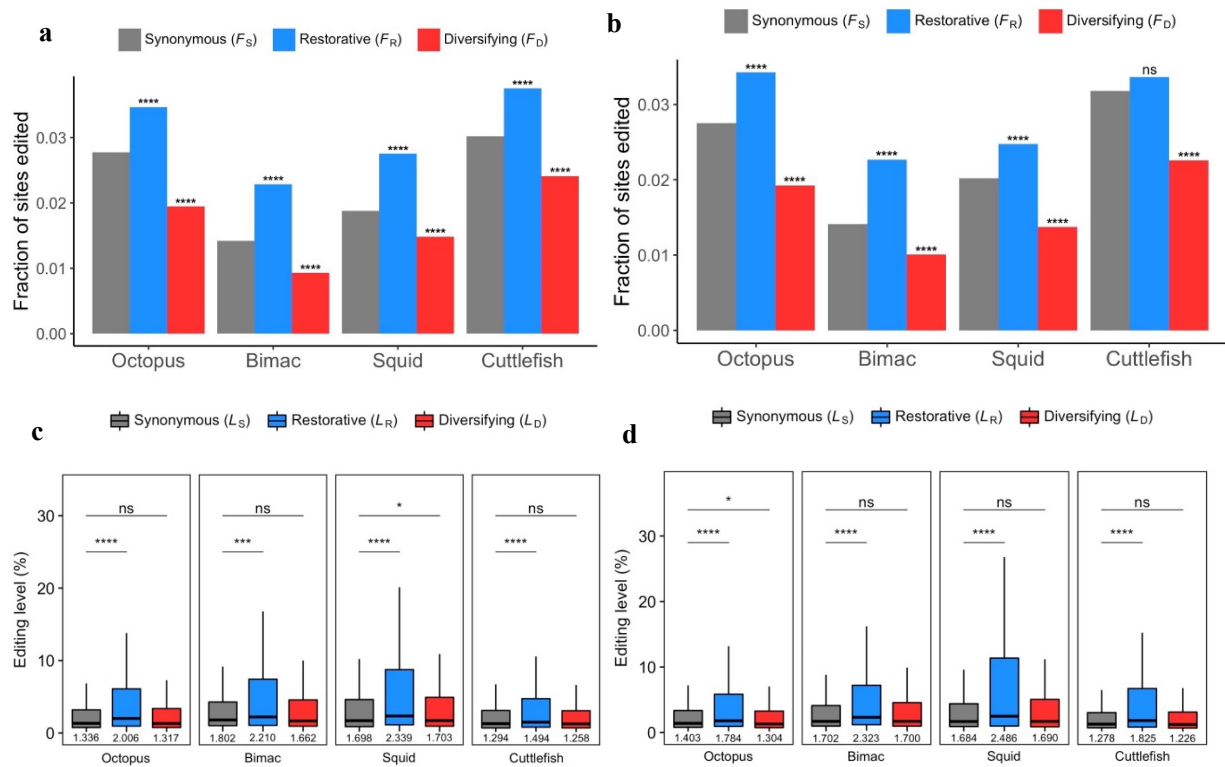 a
Synonymous (FS) Restorative (FR) Diversifying (FD)
Fraction of sites edited
0.03
0.02
0.01
0.00
**** **** **** **** **** **** **** ****
Octopus Bimac Squid Cuttlefish
b
Synonymous (FS) Restorative (FR) Diversifying (FD)
Fraction of sites edited
0.03
0.02
0.01
0.00
**** **** **** **** **** **** ns ****
Octopus Bimac Squid Cuttlefish
c
Synonymous (LS) Restorative (LR) Diversifying (LD)
Editing level (%)
30
20
10
0
ns ns * ns
**** *** **** ****
1.336 2.006 1.317 1.802 2.210 1.662 1.698 2.339 1.703 1.294 1.494 1.258
Octopus Bimac Squid Cuttlefish
d
Synonymous (LS) Restorative (LR) Diversifying (LD)
Editing level (%)
30
20
10
0
* ns ns ns
**** **** **** ****
1.403 1.784 1.304 1.702 2.323 1.700 1.684 2.486 1.690 1.278 1.825 1.226
Octopus Bimac Squid Cuttlefish